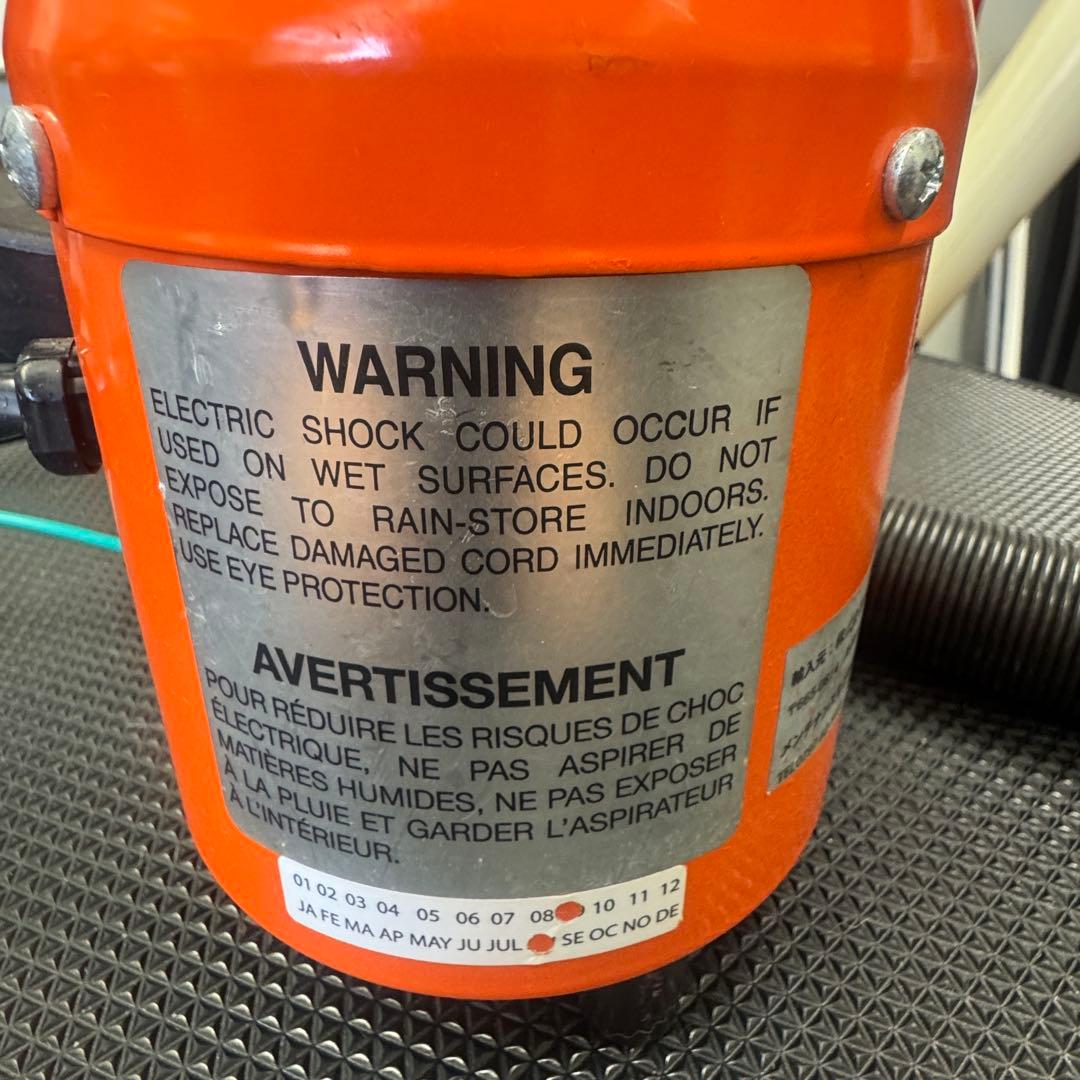 WARNING
ELECTRIC SHOCK COULD OCCUR IF
USED ON WET SURFACES. DO NOT
EXPOSE TO RAIN-STORE INDOORS.
REPLACE DAMAGED CORD IMMEDIATELY.
USE EYE PROTECTION.
AVERTISSEMENT
POUR RÉDUIRE LES RISQUES DE CHOC
ÉLECTRIQUE, NE PAS ASPIRER DE
MATIÈRES HUMIDES, NE PAS EXPOSER
À LA PLUIE ET GARDER L'ASPIRATEUR
À L'INTÉRIEUR.
01 02 03 04 05 06 07 08 10 11 12
JA FE MA AP MAY JU JUL SE OC NO DE
輸入元: